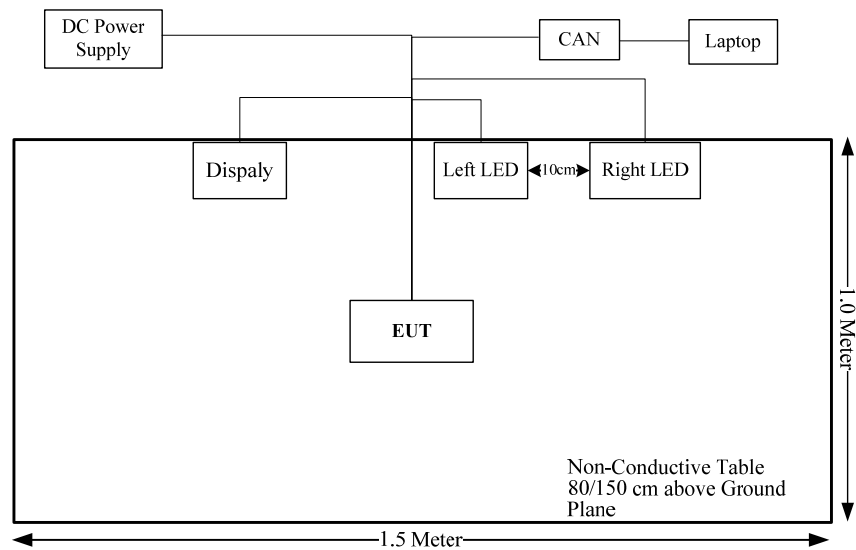 DC Power
Supply
CAN
Laptop
Dispaly
Left LED
10cm
Right LED
EUT
1.0 Meter
Non-Conductive Table
80/150 cm above Ground
Plane
1.5 Meter